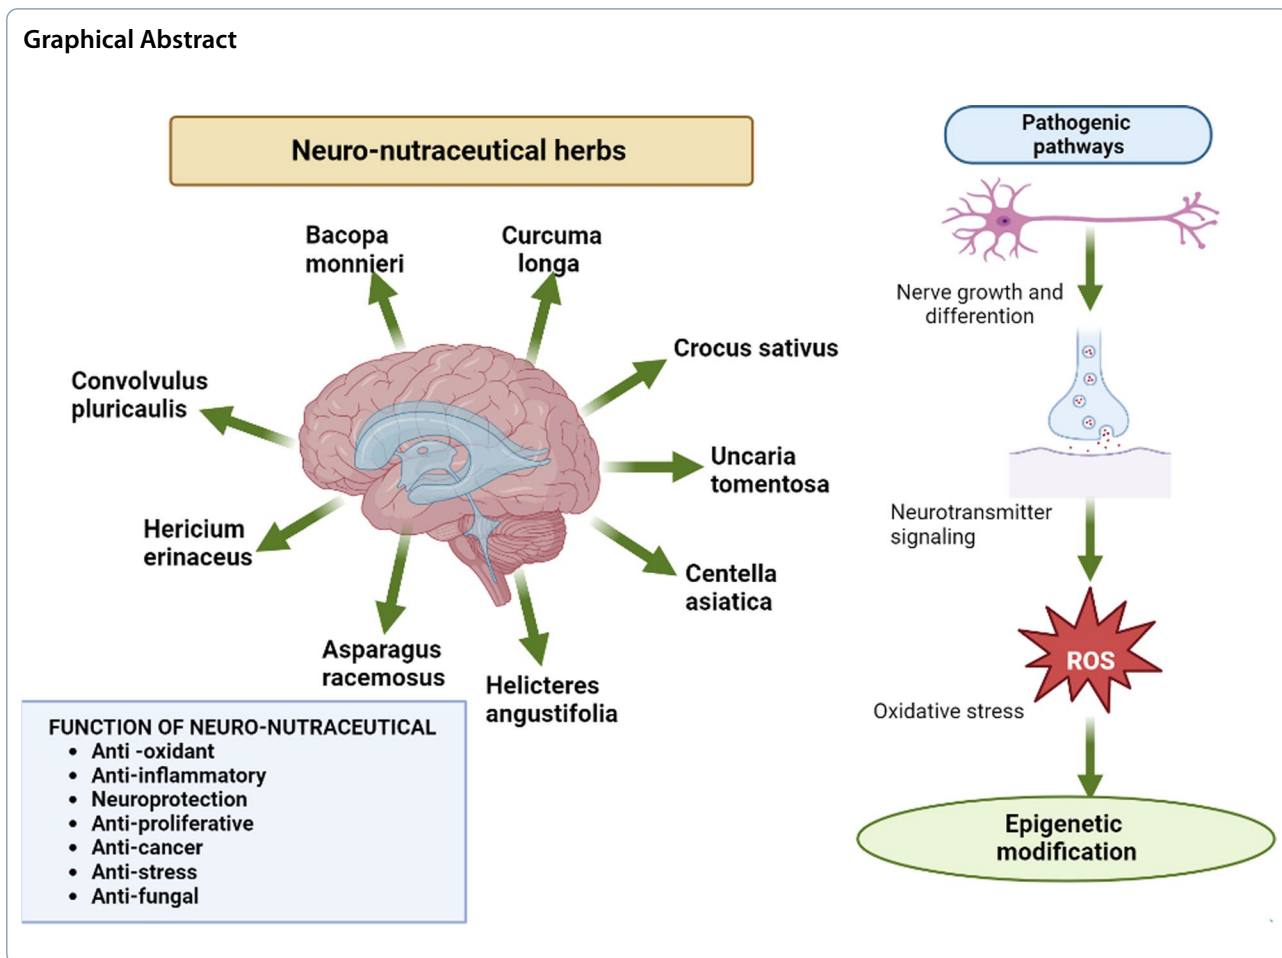 Graphical Abstract
Neuro-nutraceutical herbs
Bacopa
monnieri
Curcuma
longa
Crocus sativus
Convolvulus
pluricaulis
Uncaria
tomentosa
Hericium
erinaceus
Centella
asiatica
Asparagus
racemosus
Helicteres
angustifolia
FUNCTION OF NEURO-NUTRACEUTICAL
• Anti -oxidant
• Anti-inflammatory
• Neuroprotection
• Anti-proliferative
• Anti-cancer
• Anti-stress
• Anti-fungal
Pathogenic
pathways
Nerve growth and
differention
Neurotransmitter
signaling
ROS
Oxidative stress
Epigenetic
modification